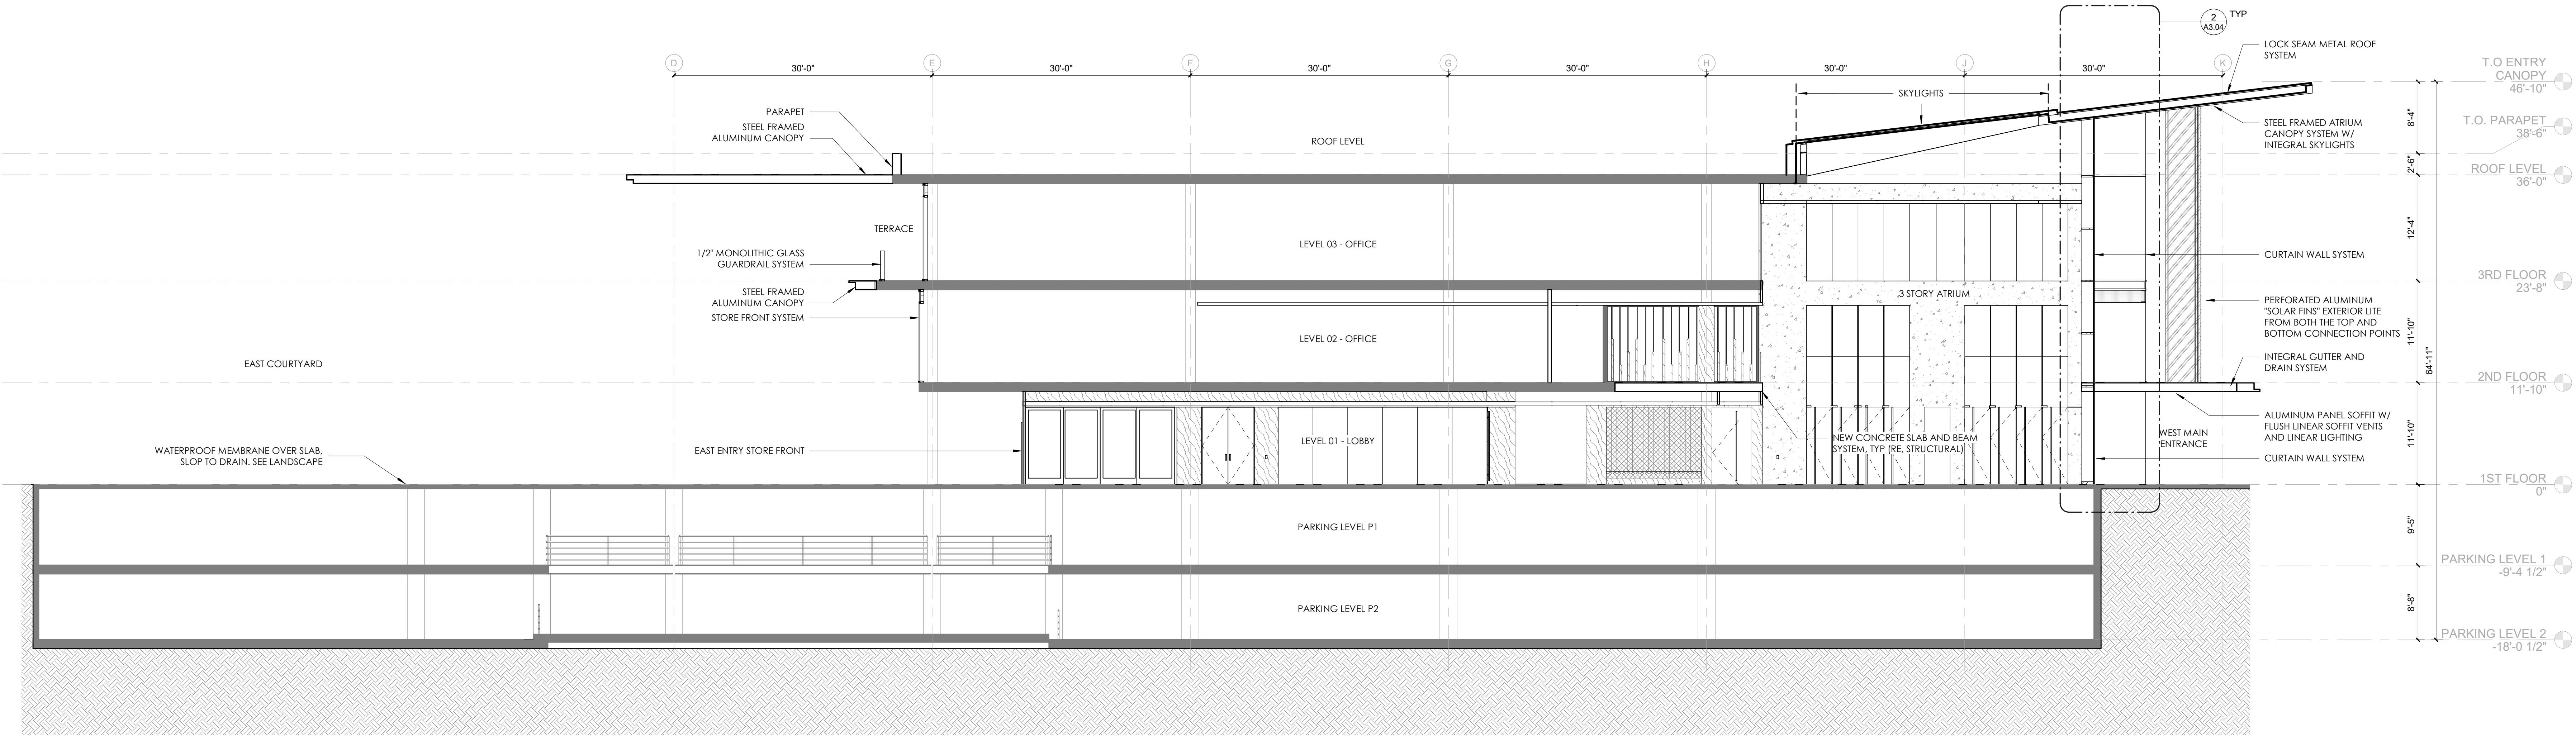 2
A3.04
TYP
D
E
F
G
H
J
K
30'-0"
30'-0"
30'-0"
30'-0"
30'-0"
30'-0"
LOCK SEAM METAL ROOF
SYSTEM
T.O ENTRY
CANOPY
46'-10"
PARAPET
STEEL FRAMED
ALUMINUM CANOPY
SKYLIGHTS
ROOF LEVEL
8'-4"
STEEL FRAMED ATRIUM
CANOPY SYSTEM W/
INTEGRAL SKYLIGHTS
T.O. PARAPET
38'-6"
2'-6"
ROOF LEVEL
36'-0"
TERRACE
1/2" MONOLITHIC GLASS
GUARDRAIL SYSTEM
LEVEL 03 - OFFICE
12'-4"
CURTAIN WALL SYSTEM
3RD FLOOR
23'-8"
STEEL FRAMED
ALUMINUM CANOPY
STORE FRONT SYSTEM
3 STORY ATRIUM
PERFORATED ALUMINUM
"SOLAR FINS" EXTERIOR LITE
FROM BOTH THE TOP AND
BOTTOM CONNECTION POINTS
11'-10"
64'-11"
LEVEL 02 - OFFICE
EAST COURTYARD
INTEGRAL GUTTER AND
DRAIN SYSTEM
2ND FLOOR
11'-10"
ALUMINUM PANEL SOFFIT W/
FLUSH LINEAR SOFFIT VENTS
AND LINEAR LIGHTING
11'-10"
WATERPROOF MEMBRANE OVER SLAB,
SLOP TO DRAIN. SEE LANDSCAPE
EAST ENTRY STORE FRONT
LEVEL 01 - LOBBY
NEW CONCRETE SLAB AND BEAM
SYSTEM, TYP (RE, STRUCTURAL)
WEST MAIN
ENTRANCE
CURTAIN WALL SYSTEM
1ST FLOOR
0"
PARKING LEVEL P1
9'-5"
PARKING LEVEL 1
-9'-4 1/2"
PARKING LEVEL P2
8'-8"
PARKING LEVEL 2
-18'-0 1/2"